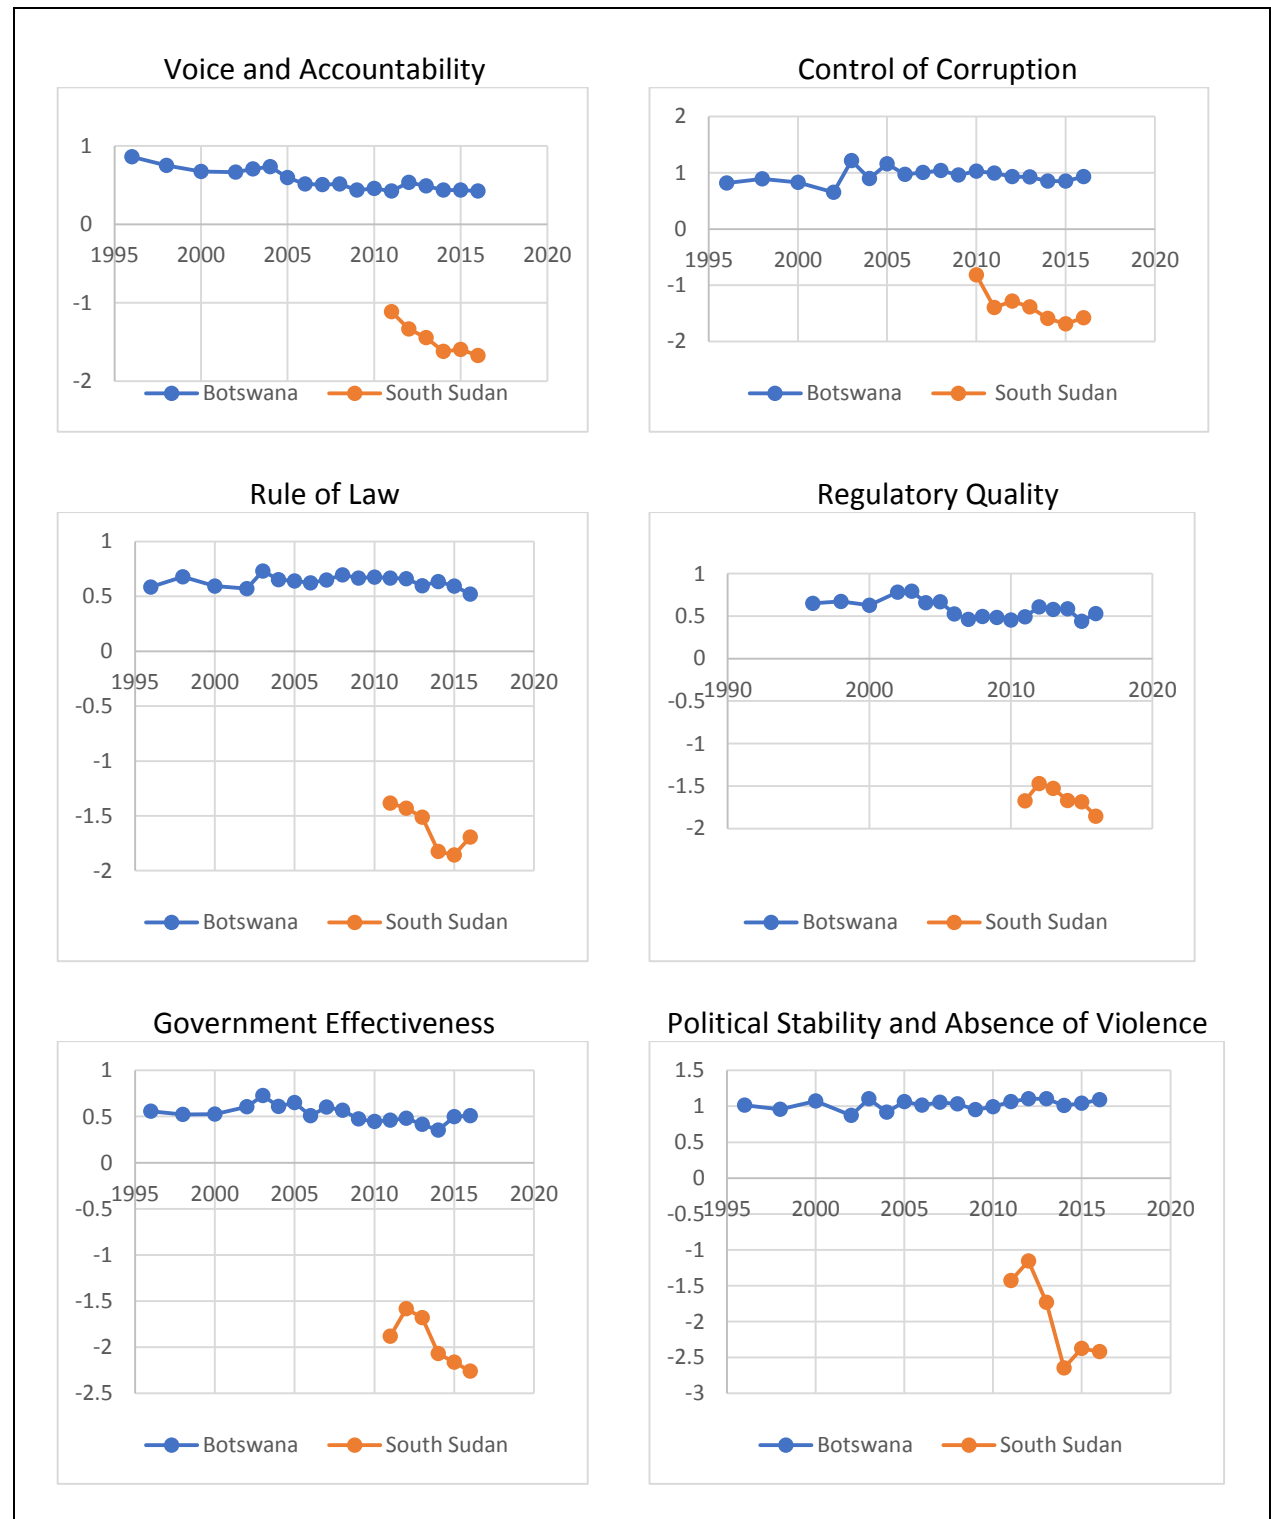 Voice and Accountability
1
0
1995 2000 2005 2010 2015 2020
-1
-2
Botswana South Sudan
Control of Corruption
2
1
0
1995 2000 2005 2010 2015 2020
-1
-2
Botswana South Sudan
Rule of Law
1
0.5
0
1995 2000 2005 2010 2015 2020
-0.5
-1
-1.5
-2
Botswana South Sudan
Regulatory Quality
1
0.5
0
1990 2000 2010 2020
-0.5
-1
-1.5
-2
Botswana South Sudan
Government Effectiveness
1
0.5
0
1995 2000 2005 2010 2015 2020
-0.5
-1
-1.5
-2
-2.5
Botswana South Sudan
Political Stability and Absence of Violence
1.5
1
0.5
0
1995 2000 2005 2010 2015 2020
-0.5
-1
-1.5
-2
-2.5
-3
Botswana South Sudan